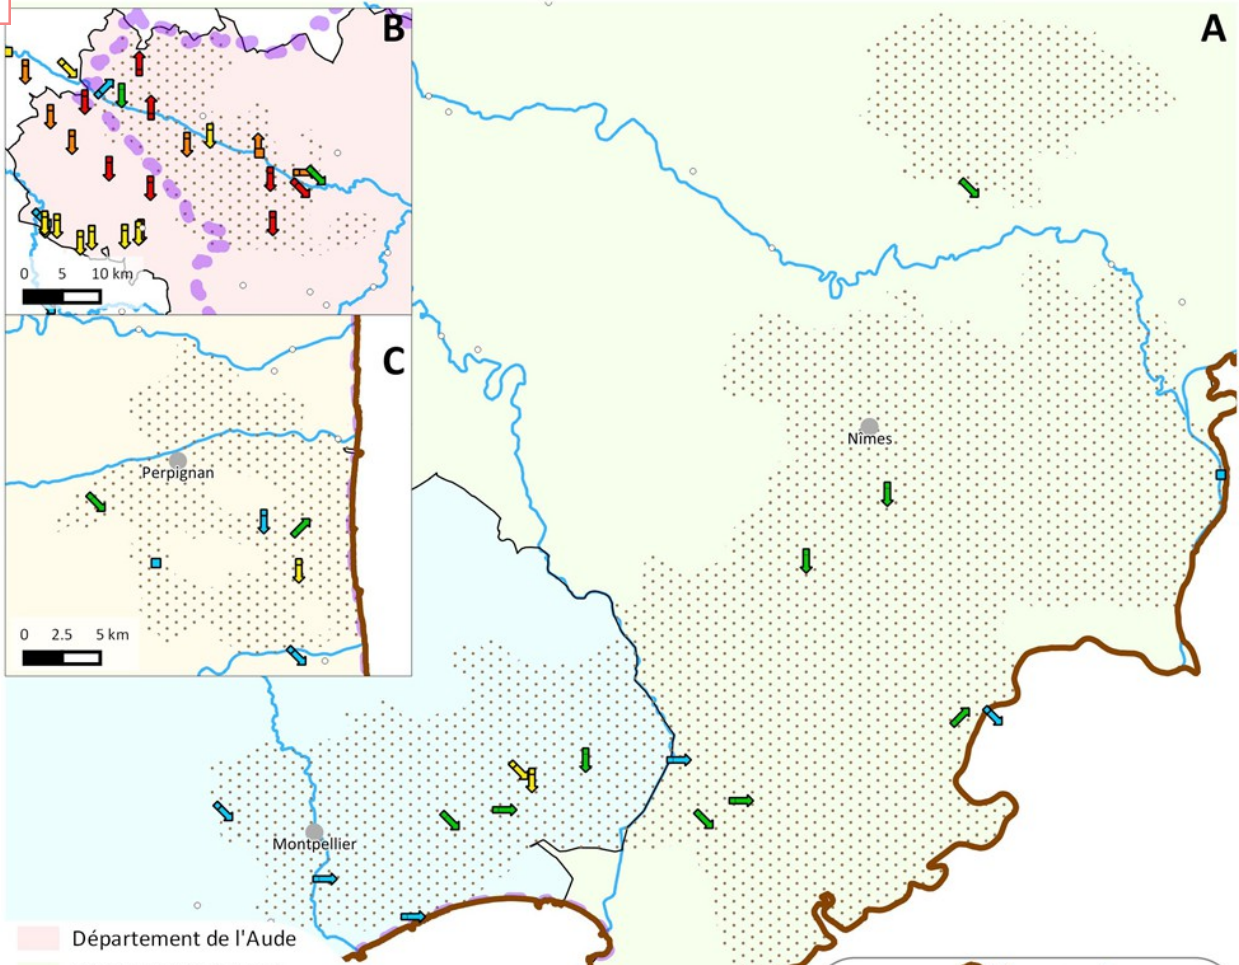 B
A
0 5 10 km
C
Nîmes
Perpignan
0 2.5 5 km
Montpellier
Département de l'Aude